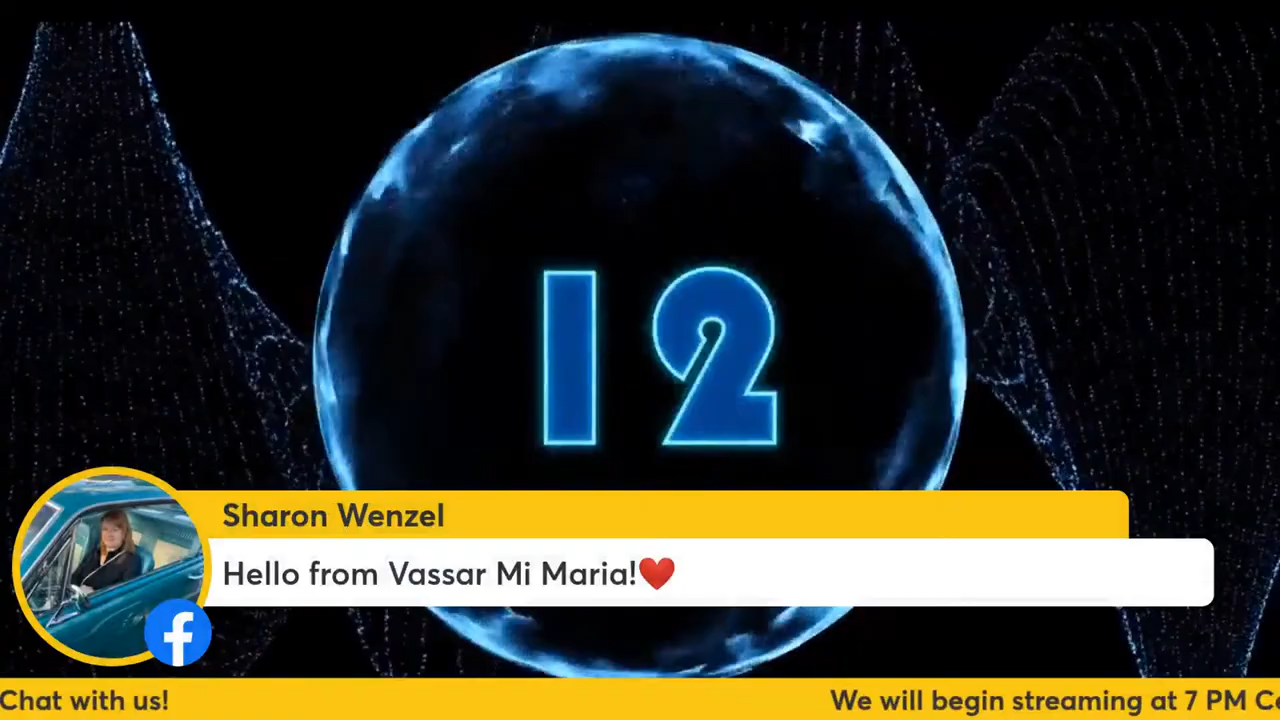 12
Sharon Wenzel
Hello from Vassar Mi Maria!❤️
Chat with us!
We will begin streaming at 7 PM